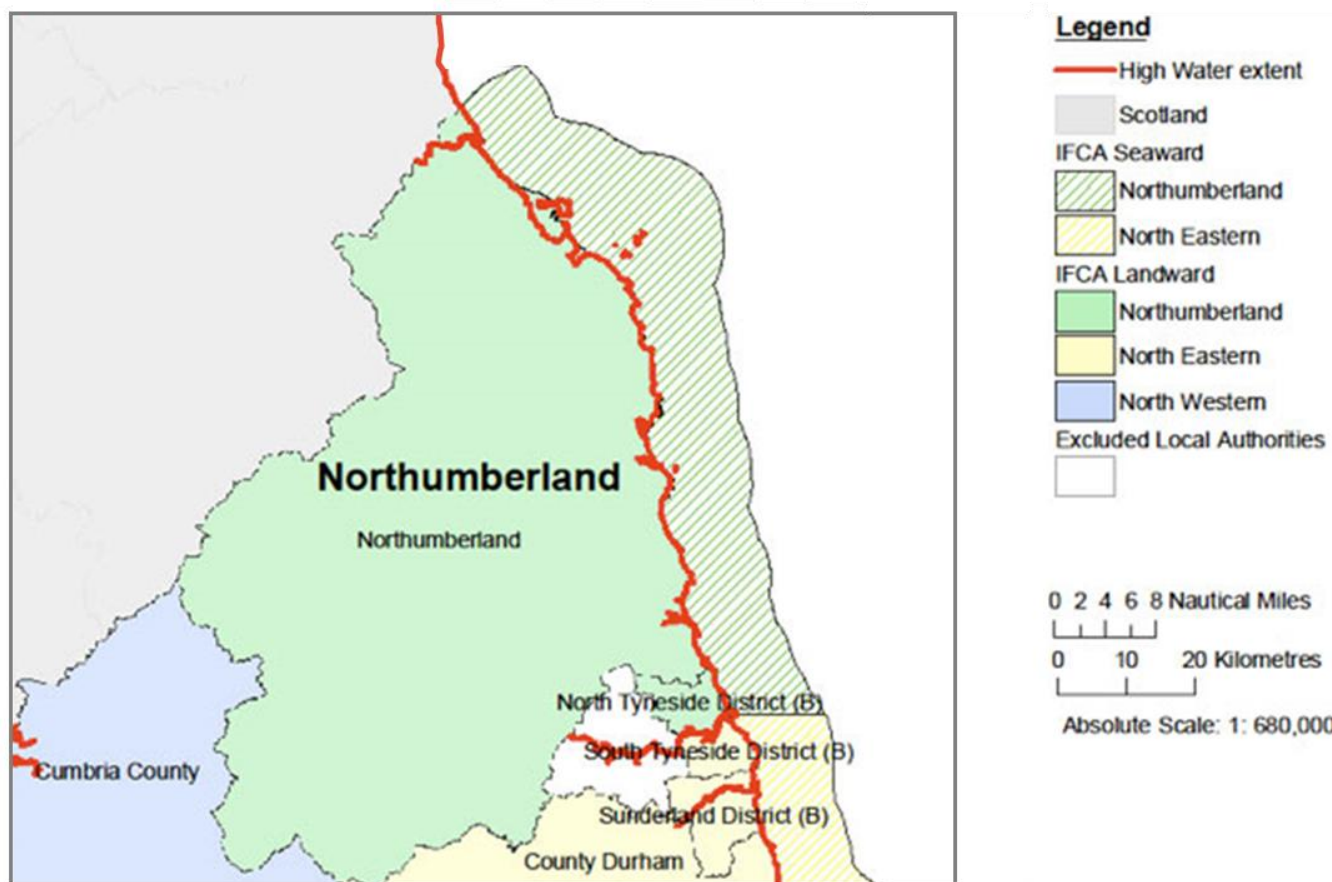 Northumberland
Northumberland
North Tyneside District (B)
South Tyneside District (B)
Cumbria County
Sunderland District (B)
County Durham
Legend
High Water extent
Scotland
IFCA Seaward
Northumberland
North Eastern
IFCA Landward
Northumberland
North Eastern
North Western
Excluded Local Authorities
0 2 4 6 8 Nautical Miles
0 10 20 Kilometres
Absolute Scale: 1: 680,000